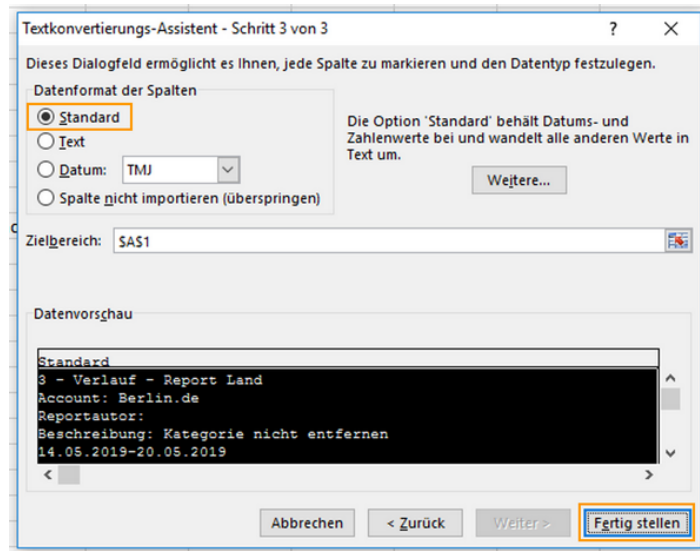 Textkonvertierungs-Assistent - Schritt 3 von 3 ?
Dieses Dialogfeld ermöglicht es Ihnen, jede Spalte zu markieren und den Datentyp festzulegen.
Datenformat der Spalten
Standard
Text
Datum: TMJ
Spalte nicht importieren (überspringen)
Die Option 'Standard' behält Datums- und
Zahlenwerte bei und wandelt alle anderen Werte in
Text um.
Weitere...
Zielbereich: $A$1
Datenvorschau
Standard
3 - Verlauf - Report Land
Account: Berlin.de
Reportautor:
Beschreibung: Kategorie nicht entfernen
14.05.2019-20.05.2019
Abbrechen < Zurück Weiter > Fertig stellen